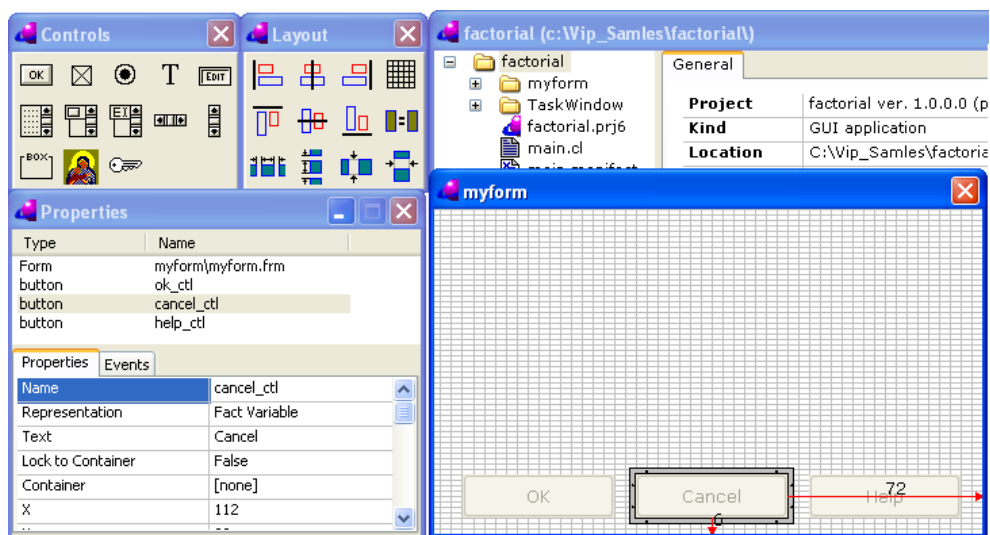 Controls
OK
T
EDIT
EI
BOX
Layout
factorial (c:\Vip_Samles\factorial\)
factorial
myform
TaskWindow
factorial.prj6
main.cl
main.manifest
General
Project factorial ver. 1.0.0.0 (p
Kind GUI application
Location C:\Vip_Samles\factoria
Properties
Type Name
Form myform\myform.frm
button ok_ctl
button cancel_ctl
button help_ctl
Properties Events
Name cancel_ctl
Representation Fact Variable
Text Cancel
Lock to Container False
Container [none]
X 112
myform
OK
Cancel
Help
72
6